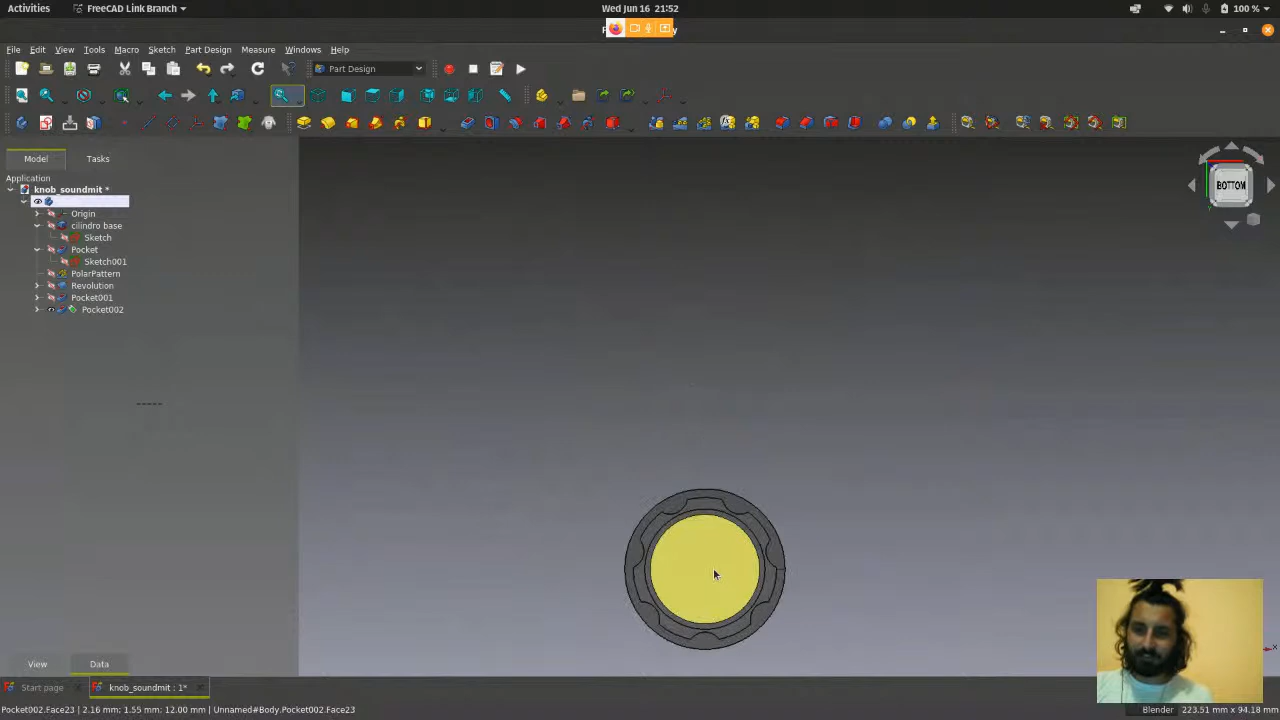 Activities
FreeCAD Link Branch
Wed Jun 16 21:52
100 %
File Edit View Tools Macro Sketch Part Design Measure Windows Help
Part Design
Model
Tasks
Application
knob_soundmit *
Origin
cilindro base
Sketch
Pocket
Sketch001
PolarPattern
Revolution
Pocket001
Pocket002
BOTTOM
View
Data
Start page
knob_soundmit : 1*
Pocket002.Face23 | 2.16 mm; 1.55 mm; 12.00 mm | Unnamed#Body.Pocket002.Face23
Blender
223.51 mm x 94.18 mm